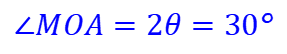 ∠MOA = 2θ = 30°